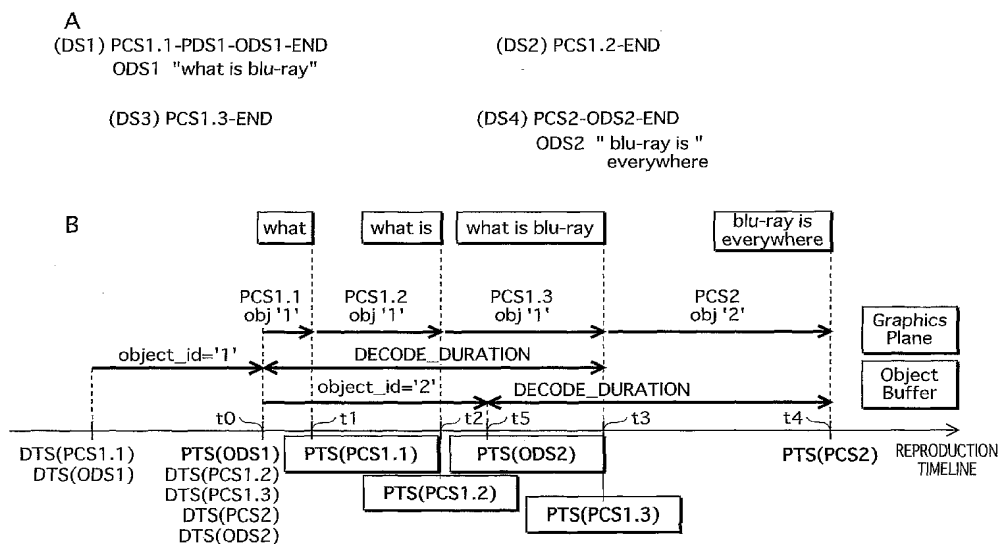 A
(DS1) PCS1.1-PDS1-ODS1-END
ODS1 "what is blu-ray"
(DS2) PCS1.2-END
(DS3) PCS1.3-END
(DS4) PCS2-ODS2-END
ODS2 " blu-ray is "
everywhere
B
what
what is
what is blu-ray
blu-ray is
everywhere
PCS1.1
obj '1'
PCS1.2
obj '1'
PCS1.3
obj '1'
PCS2
obj '2'
Graphics
Plane
object_id='1'
DECODE_DURATION
Object
Buffer
object_id='2'
DECODE_DURATION
t0
t1
t2
t5
t3
t4
DTS(PCS1.1)
DTS(ODS1)
PTS(ODS1)
DTS(PCS1.2)
DTS(PCS1.3)
DTS(PCS2)
DTS(ODS2)
PTS(PCS1.1)
PTS(PCS1.2)
PTS(ODS2)
PTS(PCS1.3)
PTS(PCS2)
REPRODUCTION
TIMELINE